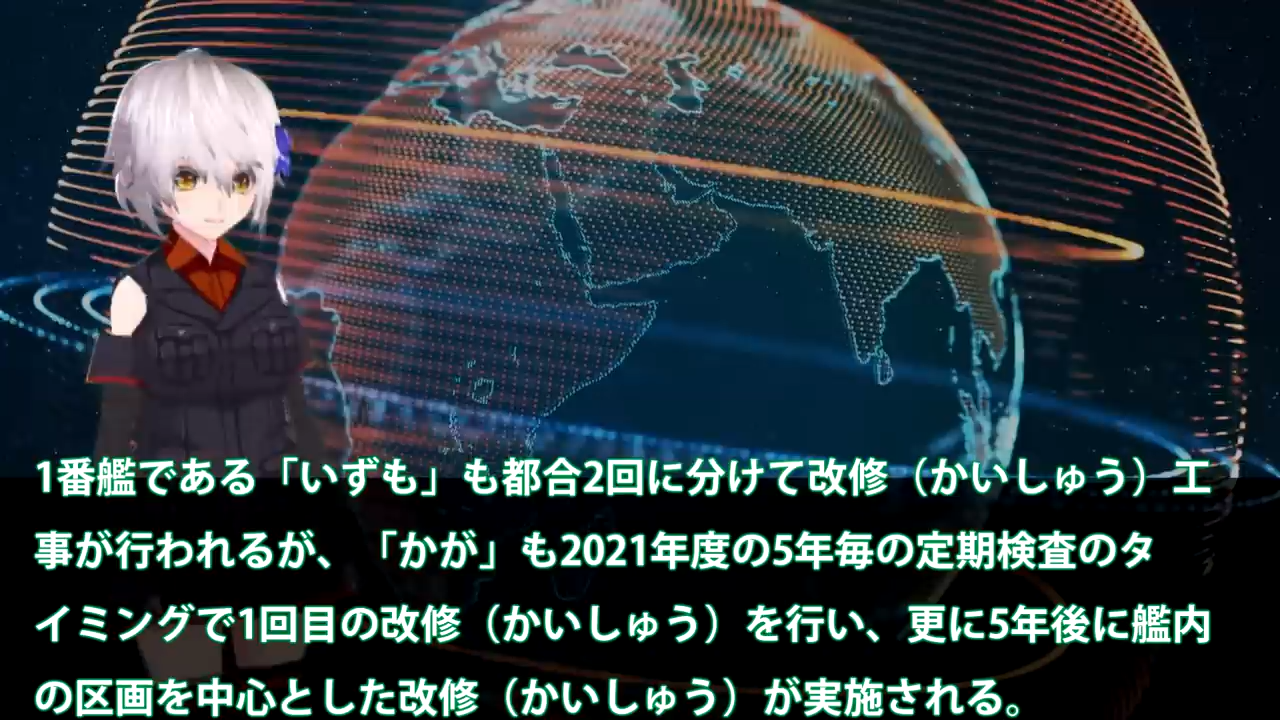 1番艦である「いずも」も都合2回に分けて改修（かいしゅう）工
事が行われるが、「かが」も2021年度の5年毎の定期検査のタ
イミングで1回目の改修（かいしゅう）を行い、更に5年後に艦内
の区画を中心とした改修（かいしゅう）が実施される。